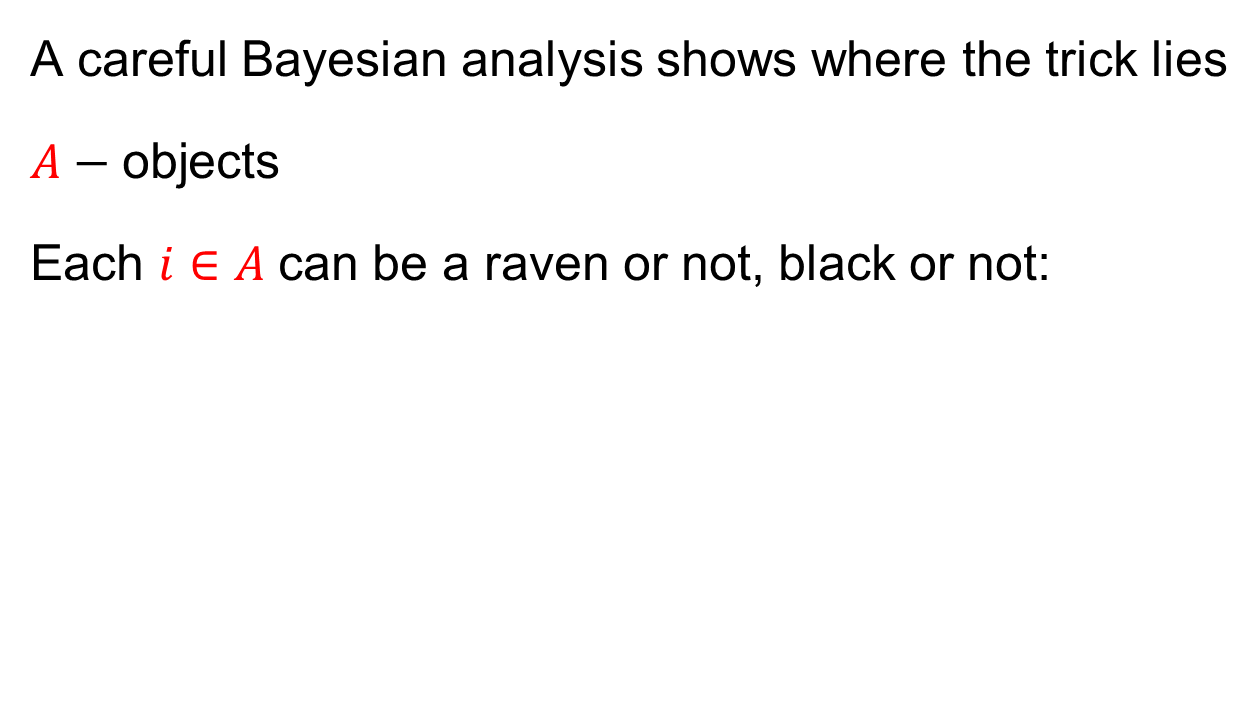 A careful Bayesian analysis shows where the trick lies
A – objects
Each i ∈ A can be a raven or not, black or not: